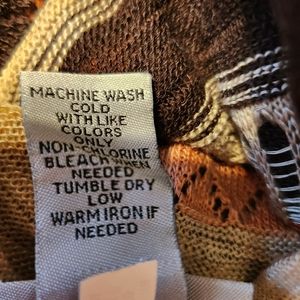 MACHINE WASH
COLD
WITH LIKE
COLORS
ONLY
NON-CHLORINE
BLEACH WHEN
NEEDED
TUMBLE DRY
LOW
WARM IRON IF
NEEDED